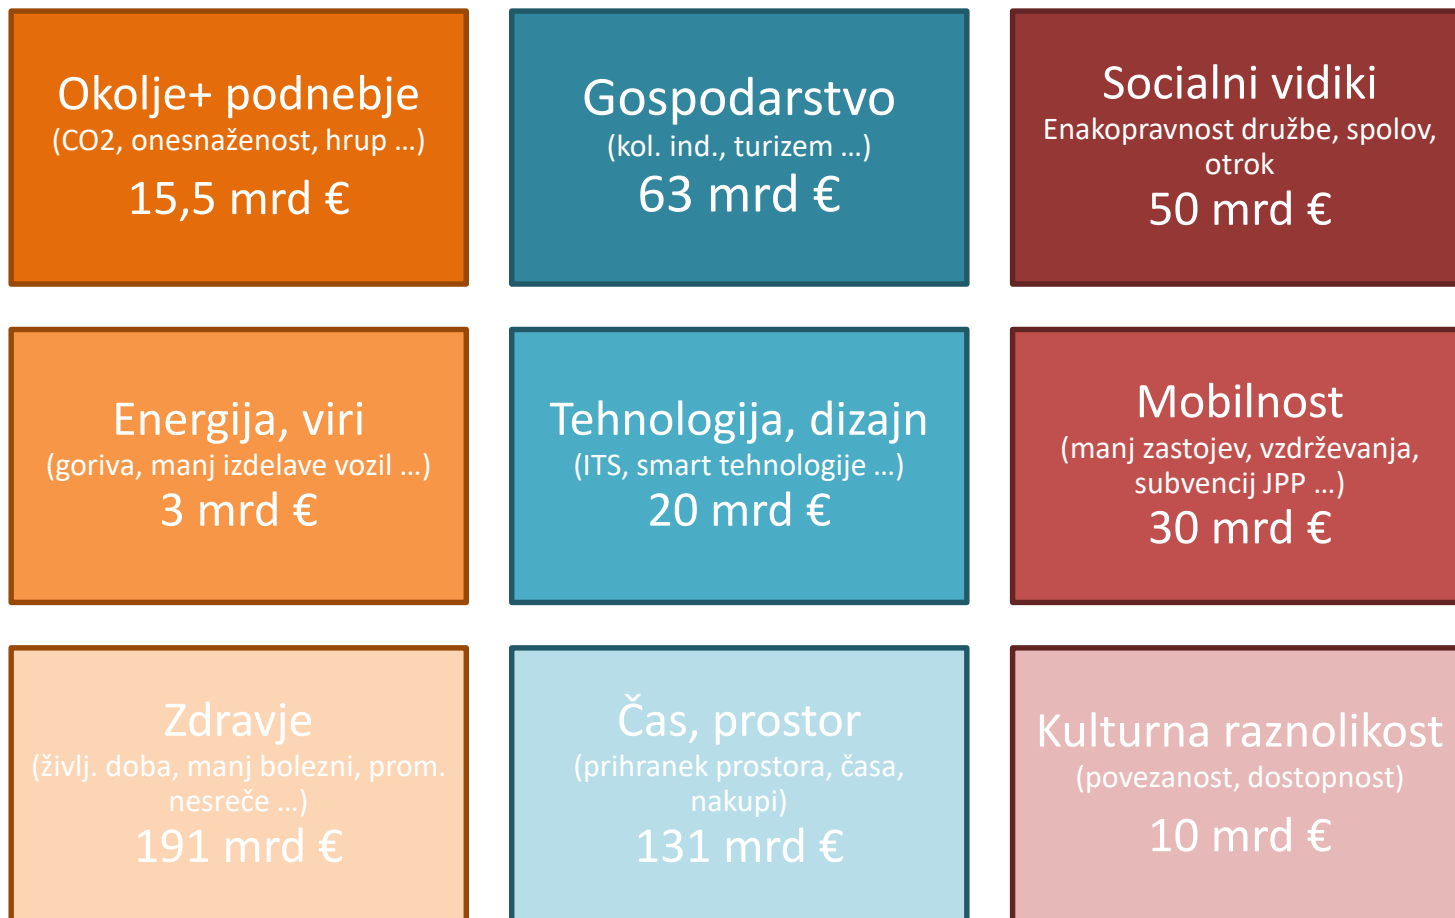 Okolje+ podnebje
(CO2, onesnaženost, hrup …)
15,5 mrd €
Gospodarstvo
(kol. ind., turizem …)
63 mrd €
Socialni vidiki
Enakopravnost družbe, spolov,
otrok
50 mrd €
Energija, viri
(goriva, manj izdelave vozil …)
3 mrd €
Tehnologija, dizajn
(ITS, smart tehnologije …)
20 mrd €
Mobilnost
(manj zastojev, vzdrževanja,
subvencij JPP …)
30 mrd €
Zdravje
(življ. doba, manj bolezni, prom.
nesreče …)
191 mrd €
Čas, prostor
(prihranek prostora, časa,
nakupi)
131 mrd €
Kulturna raznolikost
(povezanost, dostopnost)
10 mrd €